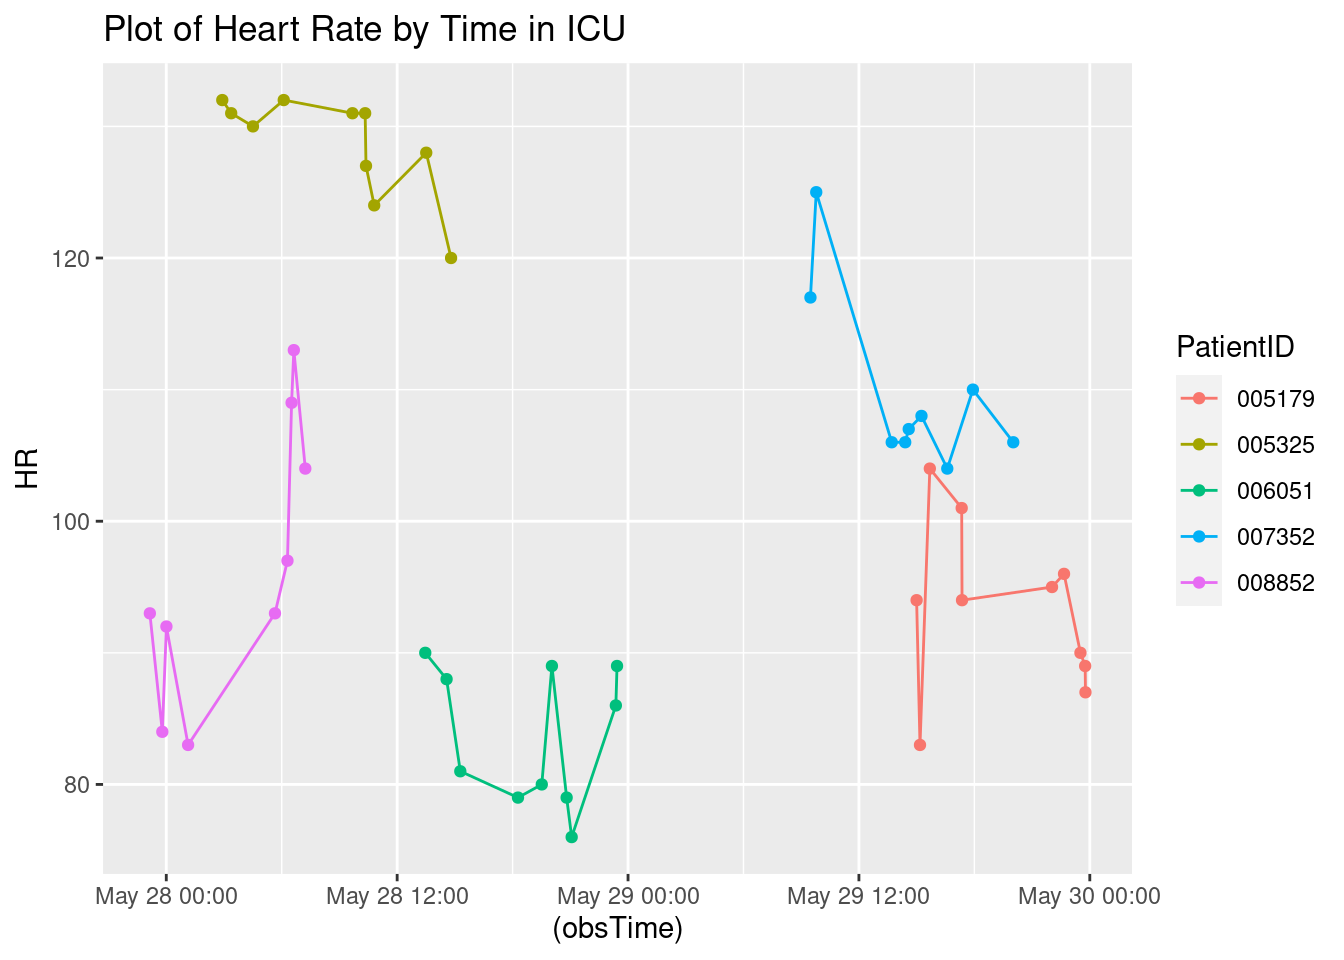 Plot of Heart Rate by Time in ICU
HR
120
100
80
May 28 00:00
May 28 12:00
May 29 00:00
May 29 12:00
May 30 00:00
(obsTime)
PatientID
005179
005325
006051
007352
008852